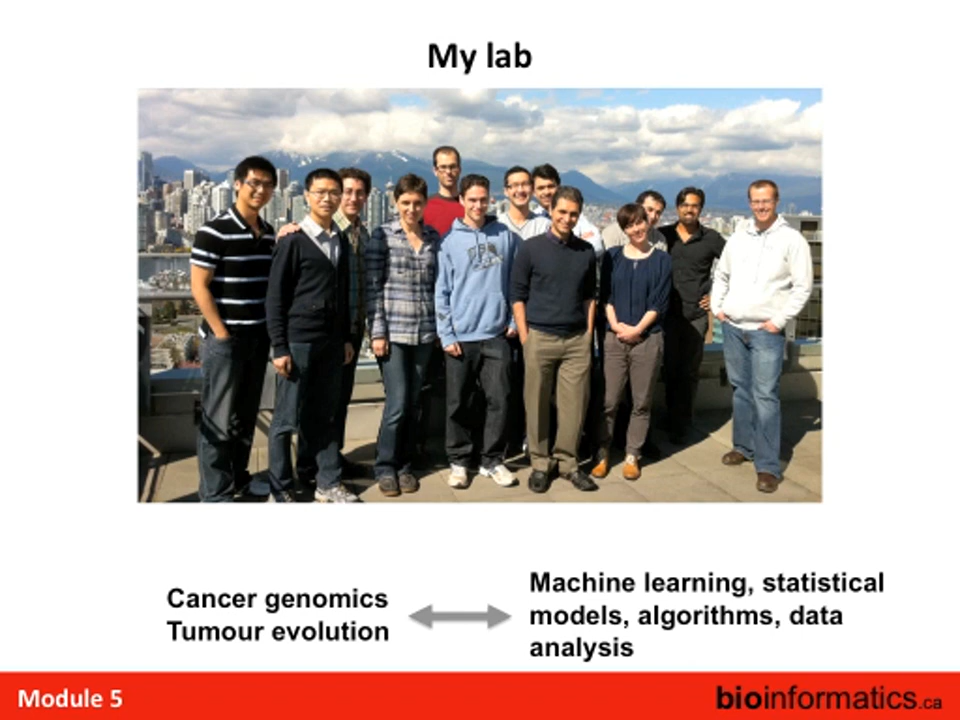 My lab
Cancer genomics
Tumour evolution
Machine learning, statistical
models, algorithms, data
analysis
Module 5
bioinformatics.ca